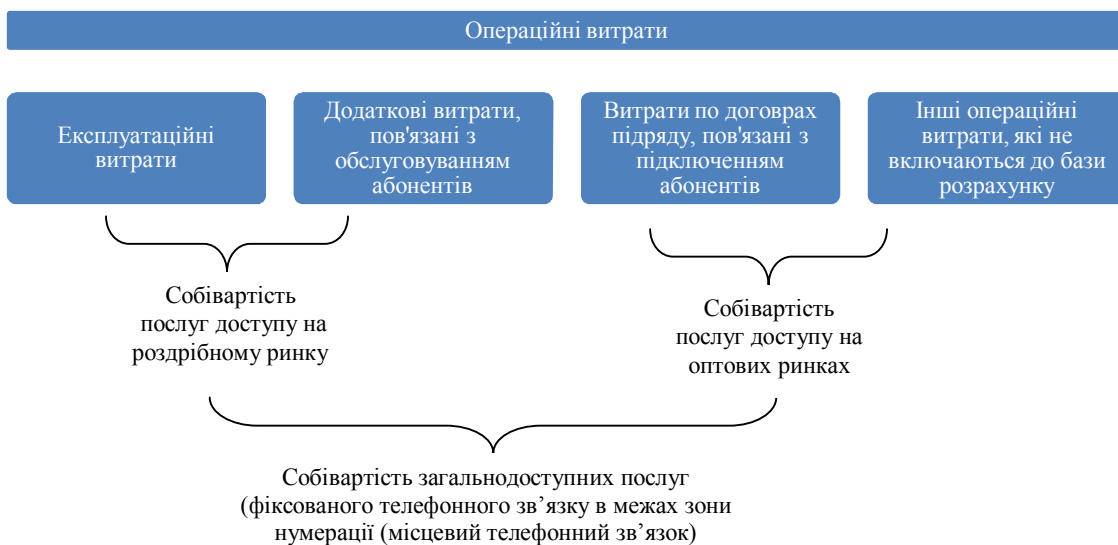 Операційні витрати
Експлуатаційні
витрати
Додаткові витрати,
пов'язані з
обслуговуванням
абонентів
Витрати по договрах
підряду, пов'язані з
підключенням
абонентів
Інші операційні
витрати, які не
включаються до бази
розрахунку
Собівартість
послуг доступу на
роздрібному ринку
Собівартість
послуг доступу на
оптових ринках
Собівартість загальнодоступних послуг
(фіксованого телефонного зв’язку в межах зони
нумерації (місцевий телефонний зв’язок)